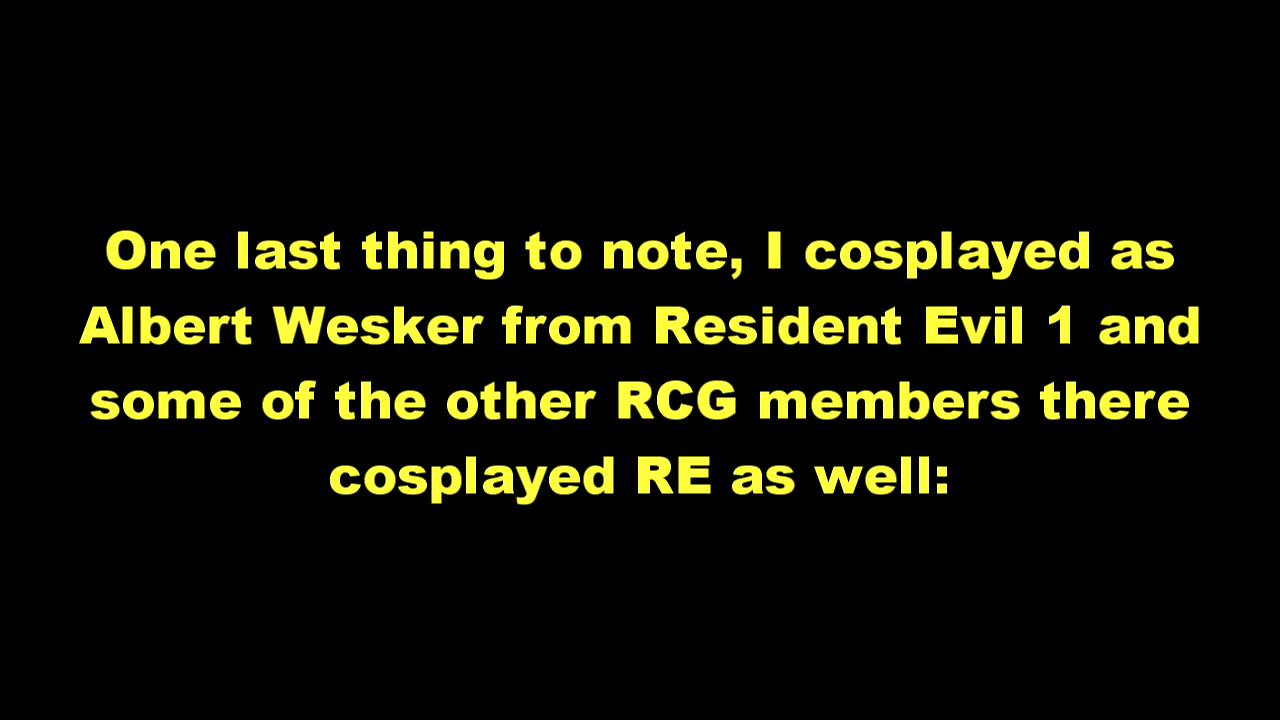 One last thing to note, I cosplayed as
Albert Wesker from Resident Evil 1 and
some of the other RCG members there
cosplayed RE as well: